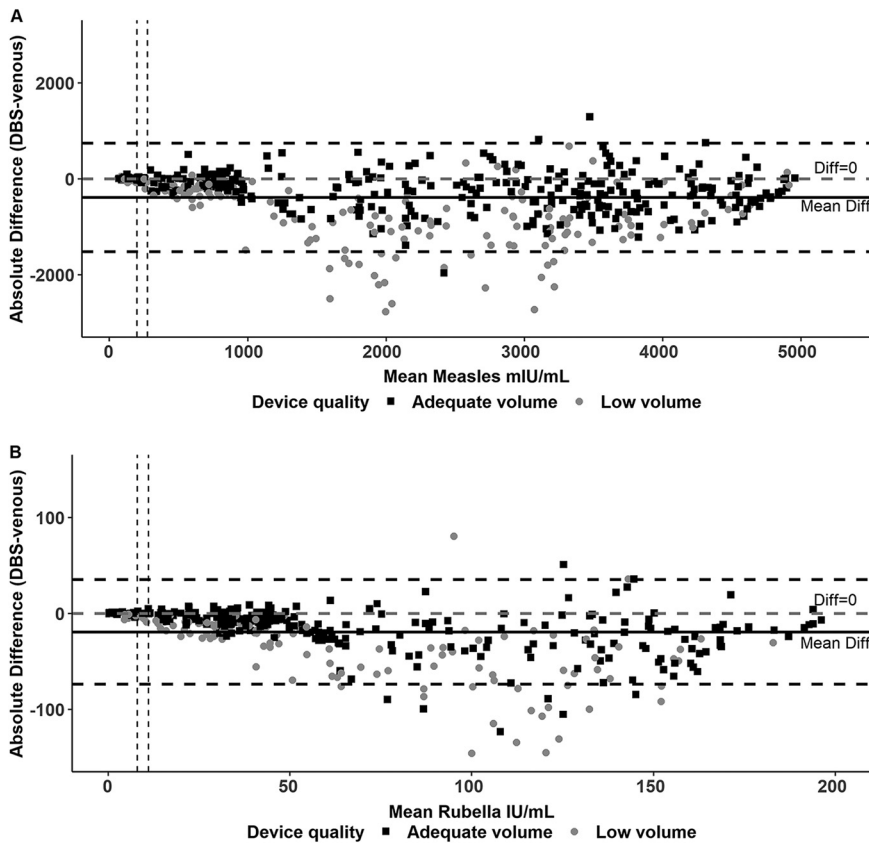 A
Absolute Difference (DBS-venous)
2000
0
-2000
Diff=0
Mean Diff
0 1000 2000 3000 4000 5000
Mean Measles mIU/mL
Device quality Adequate volume Low volume
B
Absolute Difference (DBS-venous)
100
0
-100
Diff=0
Mean Diff
0 50 100 150 200
Mean Rubella IU/mL
Device quality Adequate volume Low volume